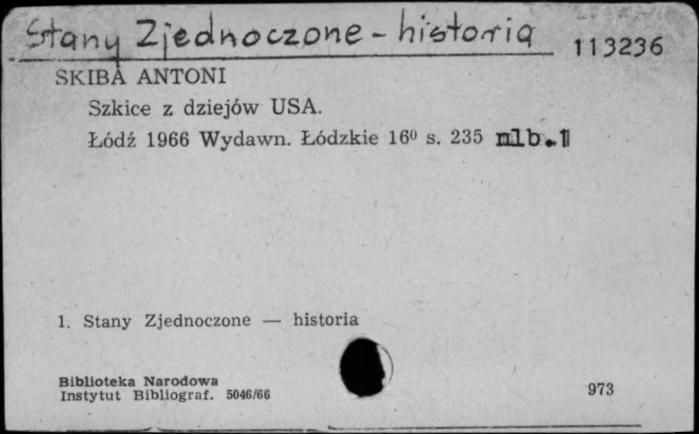 Stany Zjednoczone - historia
113236
SKIBA ANTONI
Szkice z dziejów USA.
Łódź 1966 Wydawn. Łódzkie 16⁰ s. 235 nlb.1
1. Stany Zjednoczone — historia
Biblioteka Narodowa
Instytut Bibliograf. 5046/66
973